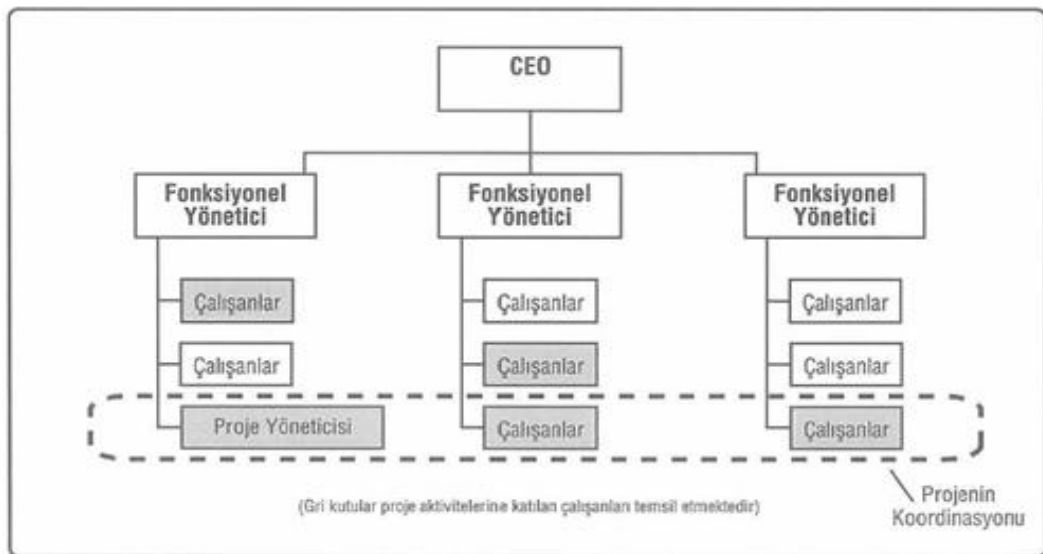 CEO
Fonksiyonel
Yönetici
Fonksiyonel
Yönetici
Fonksiyonel
Yönetici
Çalışanlar
Çalışanlar
Çalışanlar
Çalışanlar
Çalışanlar
Çalışanlar
Proje Yöneticisi
Çalışanlar
Çalışanlar
(Gri kutular proje aktivitelerine katılan çalışanları temsil etmektedir)
Projenin
Koordinasyonu